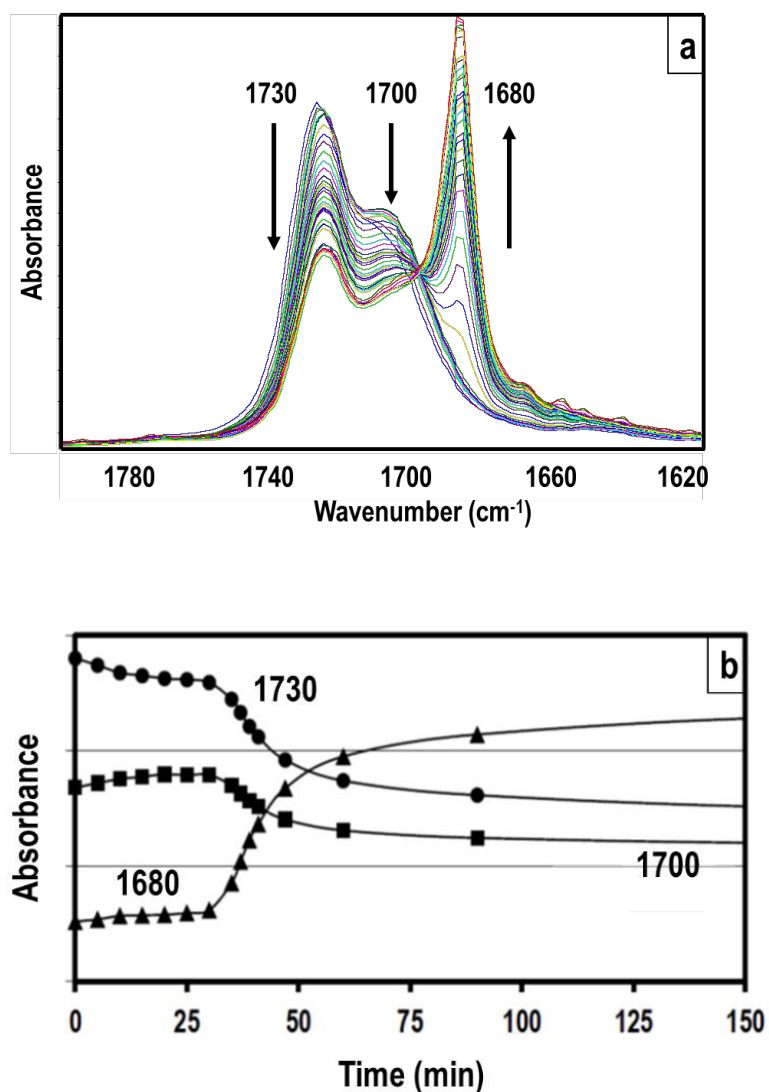 a
1730 1700 1680
Absorbance
1780 1740 1700 1660 1620
Wavenumber (cm⁻¹)
b
1730
Absorbance
1680
1700
0 25 50 75 100 125 150
Time (min)